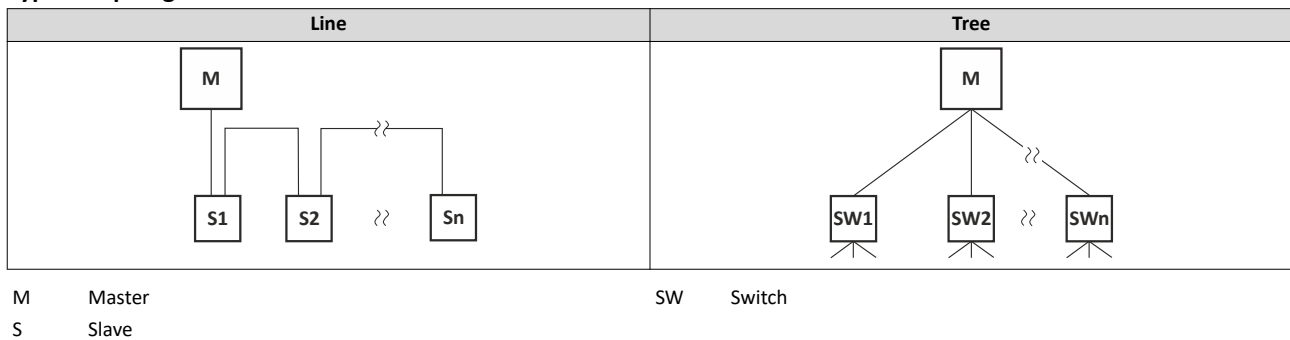 Line Tree
M M
S1 S2 Sn SW1 SW2 SWn
M Master SW Switch
S Slave